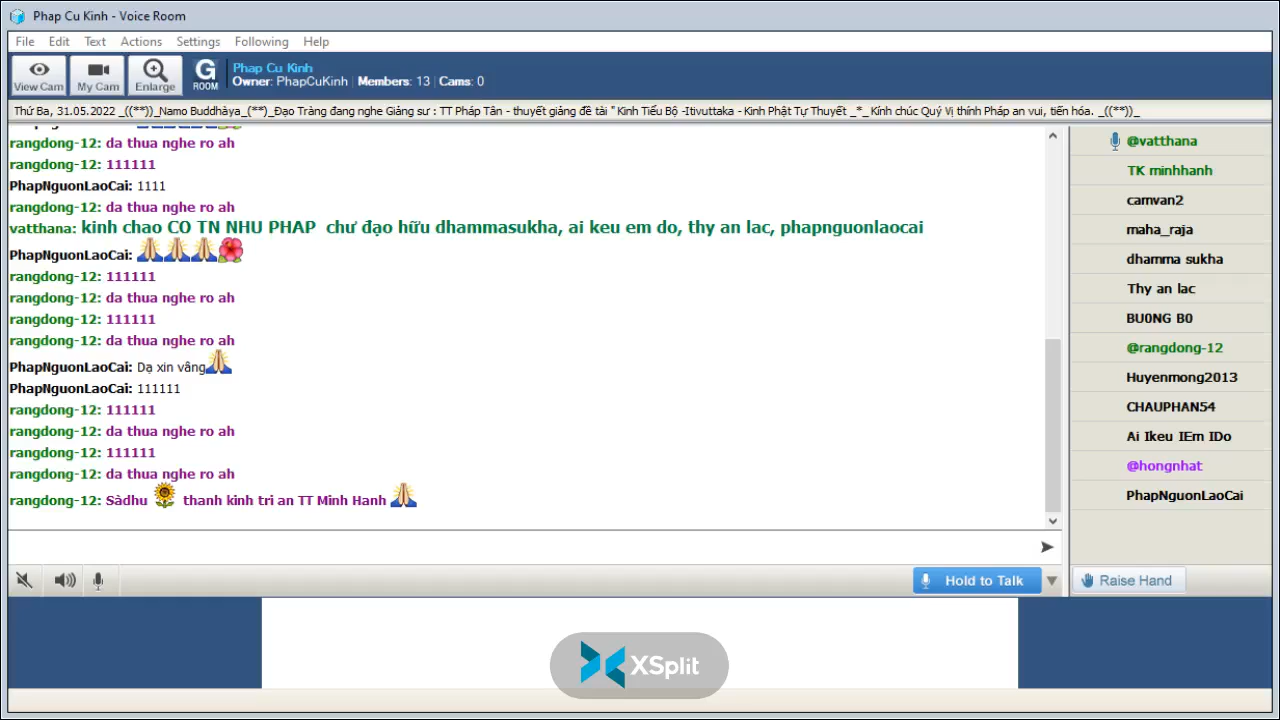 Phap Cu Kinh - Voice Room
File Edit Text Actions Settings Following Help
View Cam My Cam Enlarge G ROOM
Phap Cu Kinh
Owner: PhapCuKinh Members: 13 Cams: 0
Thứ Ba, 31.05.2022 _((**))_Namo Buddhàya_(**)_Đạo Tràng đang nghe Giảng sư : TT Pháp Tân - thuyết giảng đề tài " Kinh Tiểu Bộ -Itivuttaka - Kinh Phật Tự Thuyết _*_ Kính chúc Quý Vị thính Pháp an vui, tiến hóa. _((**))_
rangdong-12: da thua nghe ro ah
rangdong-12: 111111
PhapNguonLaoCai: 1111
rangdong-12: da thua nghe ro ah
vatthana: kinh chao CO TN NHU PHAP chư đạo hữu dhammasukha, ai keu em do, thy an lac, phapnguonlaocai
PhapNguonLaoCai:
rangdong-12: 111111
rangdong-12: da thua nghe ro ah
rangdong-12: 111111
rangdong-12: da thua nghe ro ah
PhapNguonLaoCai: Dạ xin vâng
PhapNguonLaoCai: 111111
rangdong-12: 111111
rangdong-12: da thua nghe ro ah
rangdong-12: 111111
rangdong-12: da thua nghe ro ah
rangdong-12: Sàdhu thanh kinh tri an TT Minh Hanh
@vatthana
TK minhhanh
camvan2
maha_raja
dhamma sukha
Thy an lac
BU0NG B0
@rangdong-12
Huyenmong2013
CHAUPHAN54
Ai Ikeu IEm IDo
@hongnhat
PhapNguonLaoCai
Hold to Talk
Raise Hand
XSplit